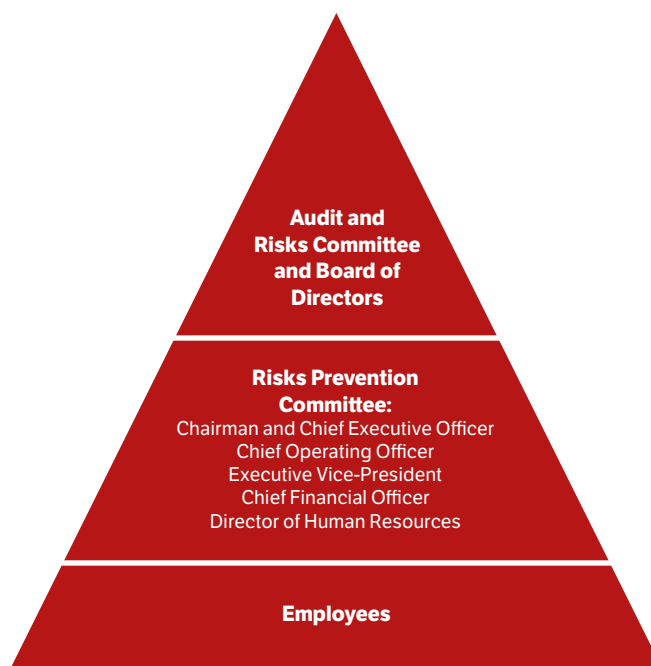 Audit and
Risks Committee
and Board of
Directors
Risks Prevention
Committee:
Chairman and Chief Executive Officer
Chief Operating Officer
Executive Vice-President
Chief Financial Officer
Director of Human Resources
Employees